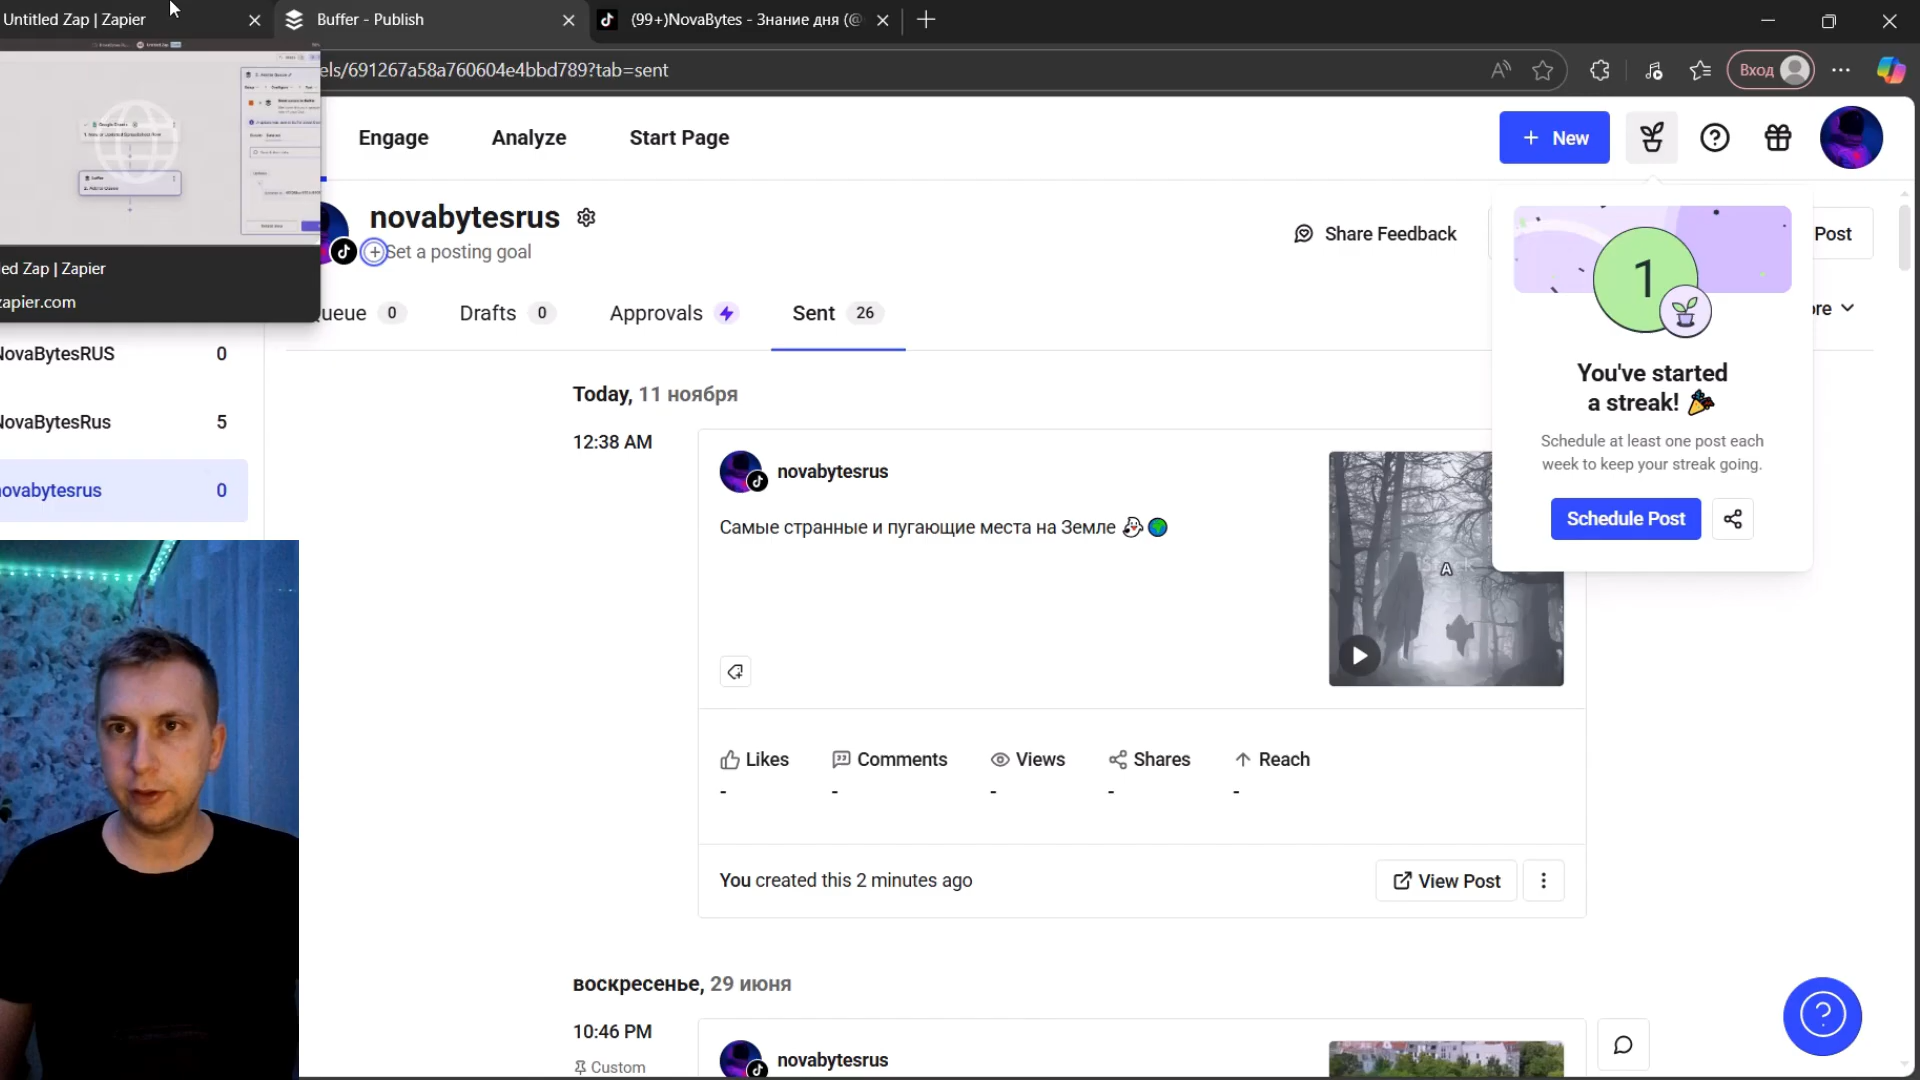 Untitled Zap | Zapier
Buffer - Publish
(99+)NovaBytes - Знание дня (@
els/691267a58a760604e4bbd789?tab=sent
Вход
Engage
Analyze
Start Page
+ New
led Zap | Zapier
zapier.com
novabytesrus
Set a posting goal
Share Feedback
Post
ueue 0
Drafts 0
Approvals
Sent 26
re
NovaBytesRUS 0
NovaBytesRus 5
novabytesrus 0
1
You've started
a streak!
Schedule at least one post each
week to keep your streak going.
Schedule Post
Today, 11 ноября
12:38 AM
novabytesrus
Самые странные и пугающие места на Земле
A
Likes
Comments
Views
Shares
Reach
-
-
-
-
-
You created this 2 minutes ago
View Post
воскресенье, 29 июня
10:46 PM
Custom
novabytesrus